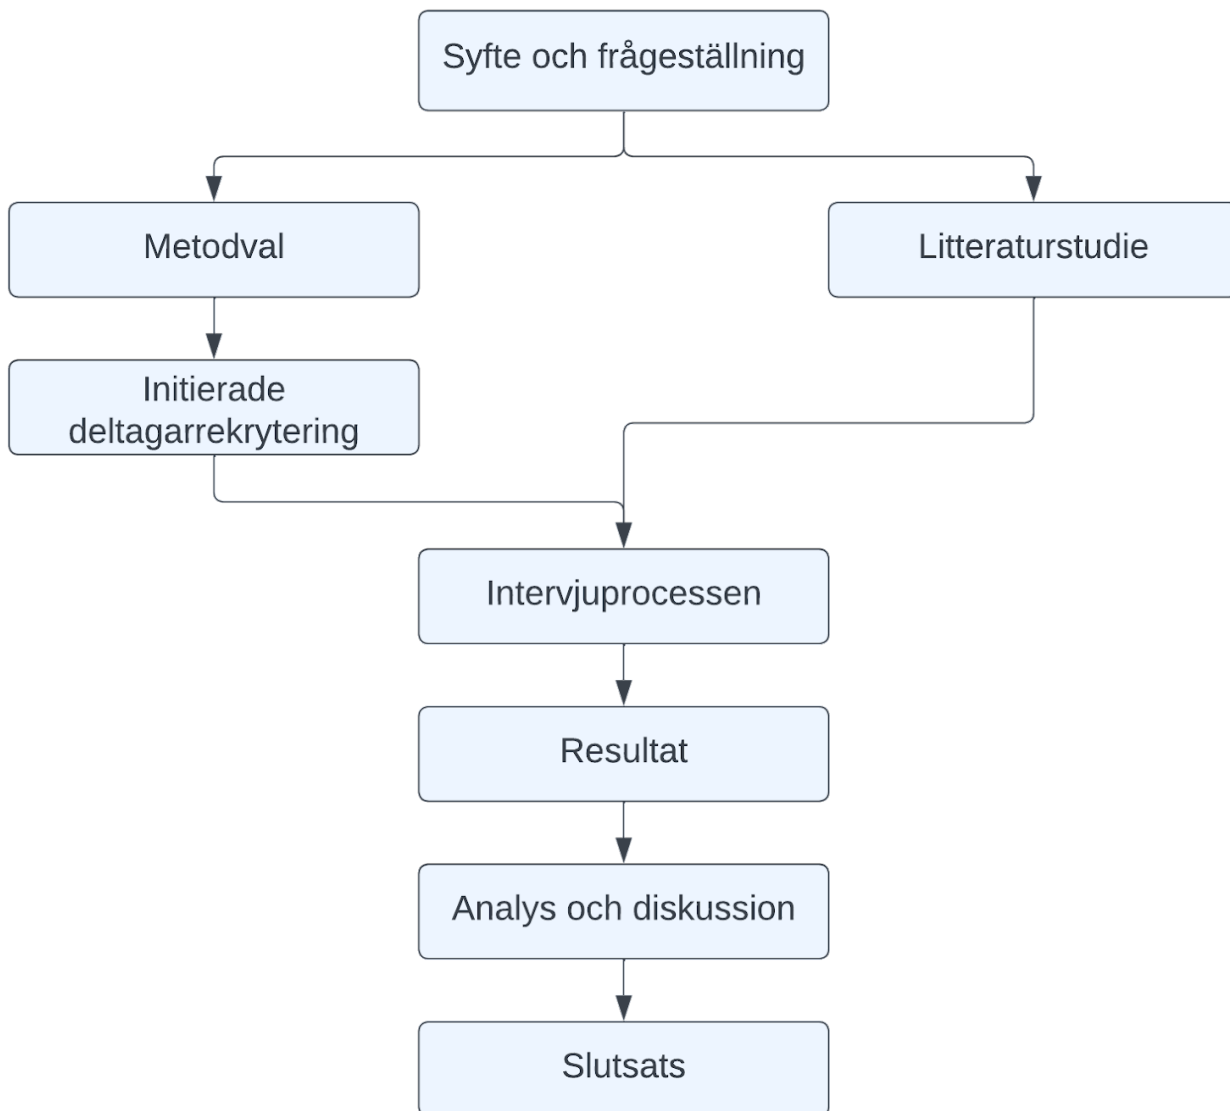 Syfte och frågeställning
Metodval
Litteraturstudie
Initierade
deltagarrekrytering
Intervjuprocessen
Resultat
Analys och diskussion
Slutsats